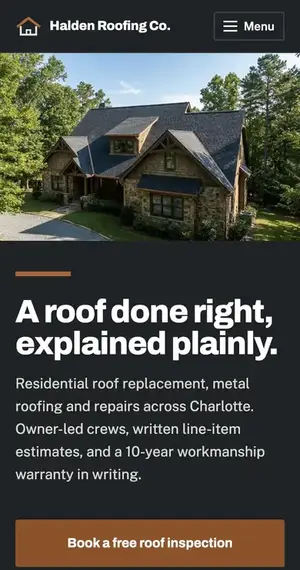 Halden Roofing Co.
Menu
A roof done right,
explained plainly.
Residential roof replacement, metal
roofing and repairs across Charlotte.
Owner-led crews, written line-item
estimates, and a 10-year workmanship
warranty in writing.
Book a free roof inspection